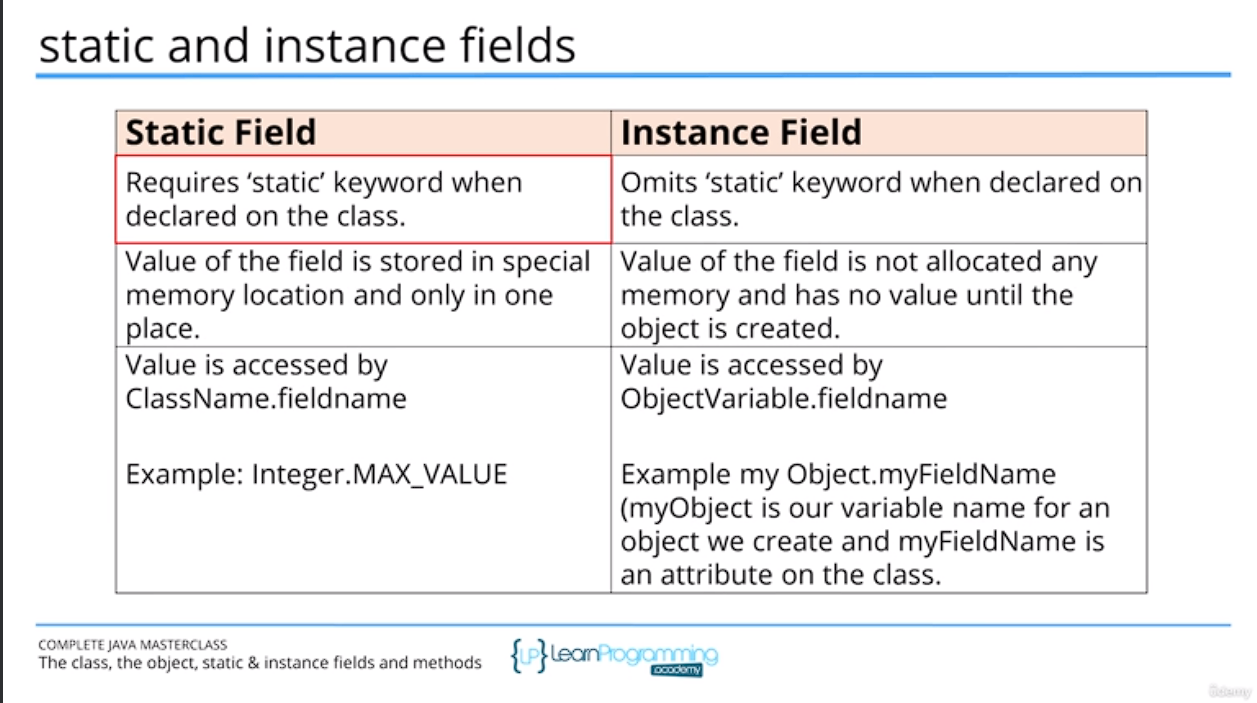 static and instance fields
Static Field
Instance Field
Requires ‘static’ keyword when
declared on the class.
Omits ‘static’ keyword when declared on
the class.
Value of the field is stored in special
memory location and only in one
place.
Value of the field is not allocated any
memory and has no value until the
object is created.
Value is accessed by
ClassName.fieldname
Example: Integer.MAX_VALUE
Value is accessed by
ObjectVariable.fieldname
Example my Object.myFieldName
(myObject is our variable name for an
object we create and myFieldName is
an attribute on the class.
COMPLETE JAVA MASTERCLASS
The class, the object, static & instance fields and methods
{LP} LearnProgramming
.academy
ûdemy